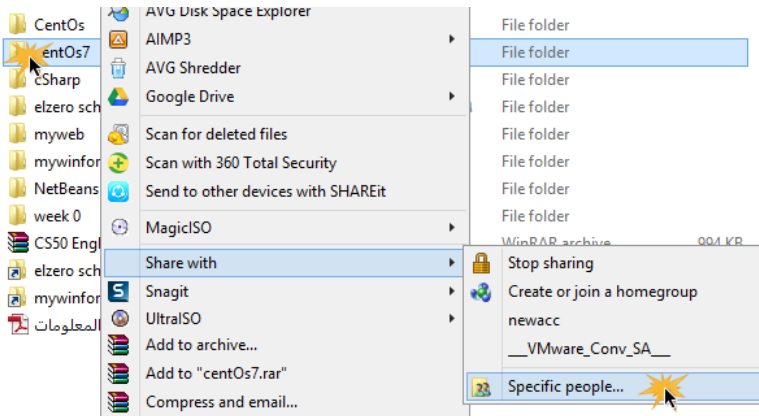 CentOs
entOs7
cSharp
elzero sch
myweb
mywinfor
NetBeans
week 0
CS50 Engl
elzero sch
mywinfor
المعلومات
AVG Disk Space Explorer
AIMP3
AVG Shredder
Google Drive
Scan for deleted files
Scan with 360 Total Security
Send to other devices with SHAREit
MagicISO
Share with
Snagit
UltraISO
Add to archive...
Add to "centOs7.rar"
Compress and email...
File folder
File folder
File folder
File folder
File folder
File folder
File folder
File folder
WinRAR archive 994 KB
Stop sharing
Create or join a homegroup
newacc
__VMware_Conv_SA__
Specific people...